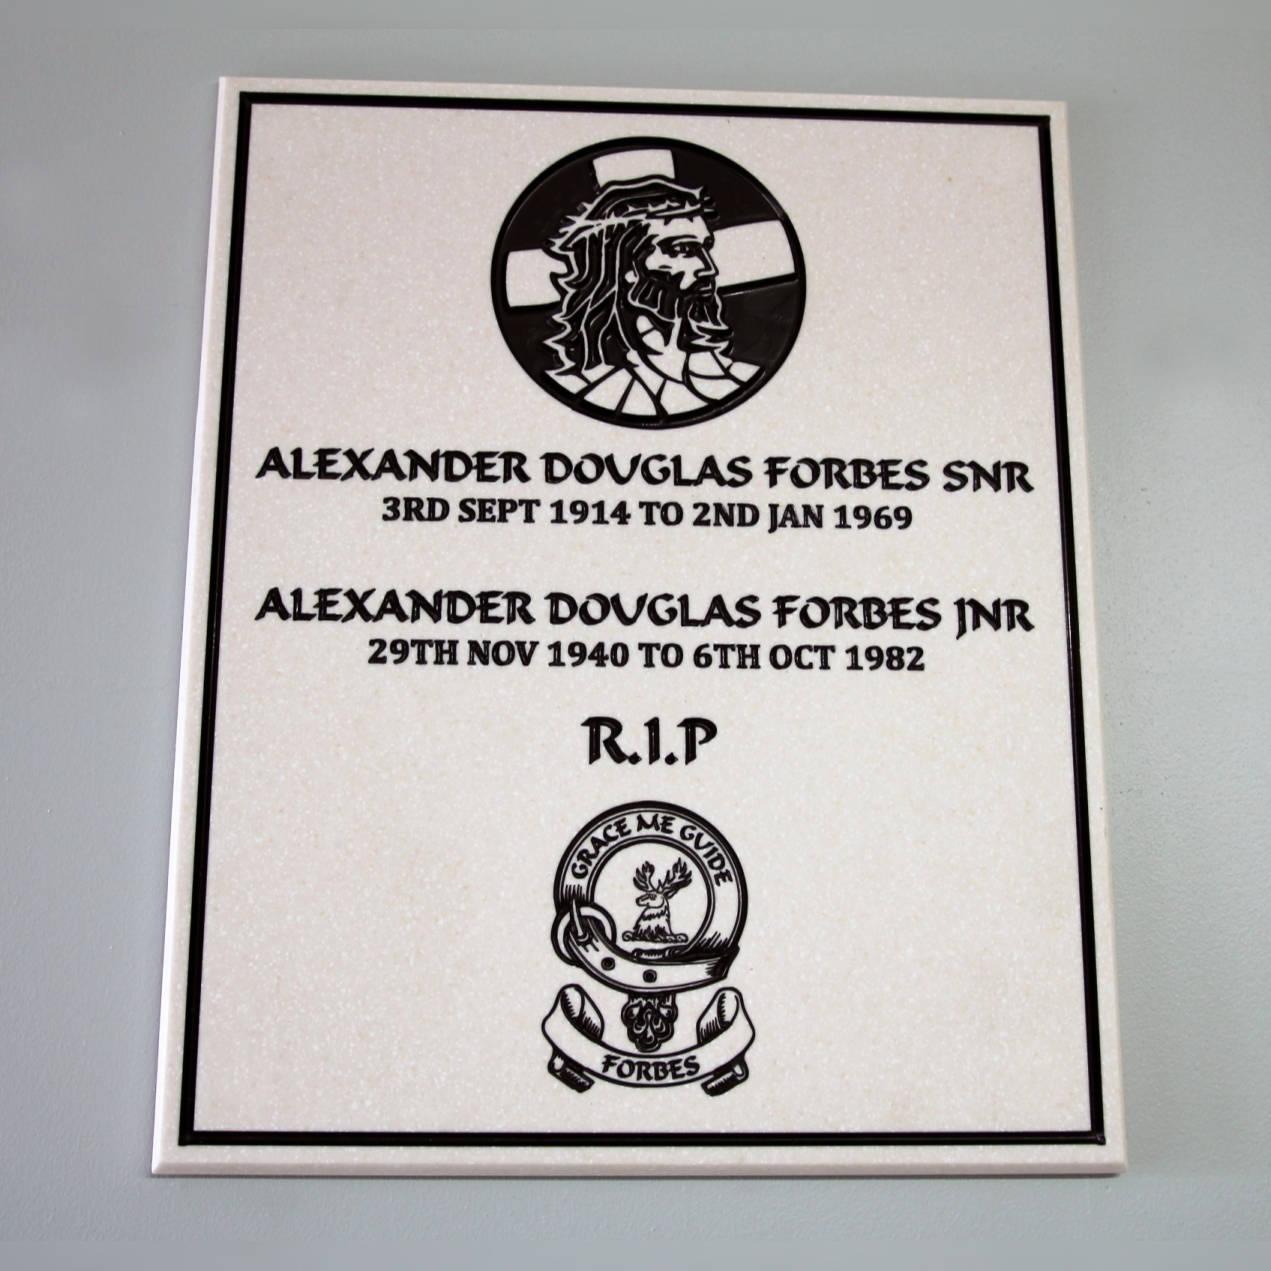 ALEXANDER DOUGLAS FORBES SNR
3RD SEPT 1914 TO 2ND JAN 1969
ALEXANDER DOUGLAS FORBES JNR
29TH NOV 1940 TO 6TH OCT 1982
R.I.P
GRACE ME GUIDE
FORBES